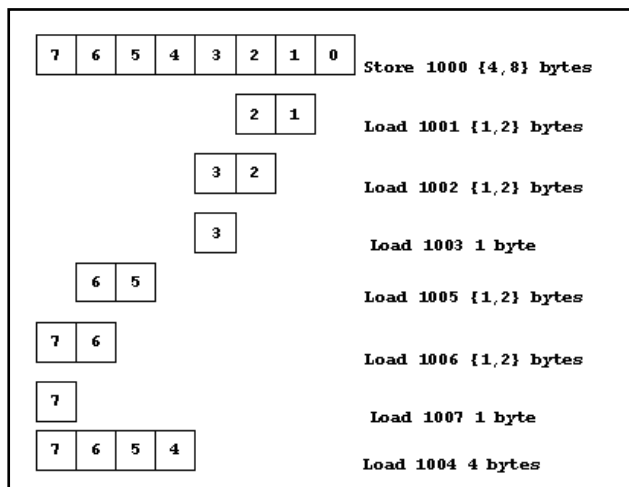 7 6 5 4 3 2 1 0 Store 1000 {4,8} bytes
2 1 Load 1001 {1,2} bytes
3 2 Load 1002 {1,2} bytes
3 Load 1003 1 byte
6 5 Load 1005 {1,2} bytes
7 6 Load 1006 {1,2} bytes
7 Load 1007 1 byte
7 6 5 4 Load 1004 4 bytes